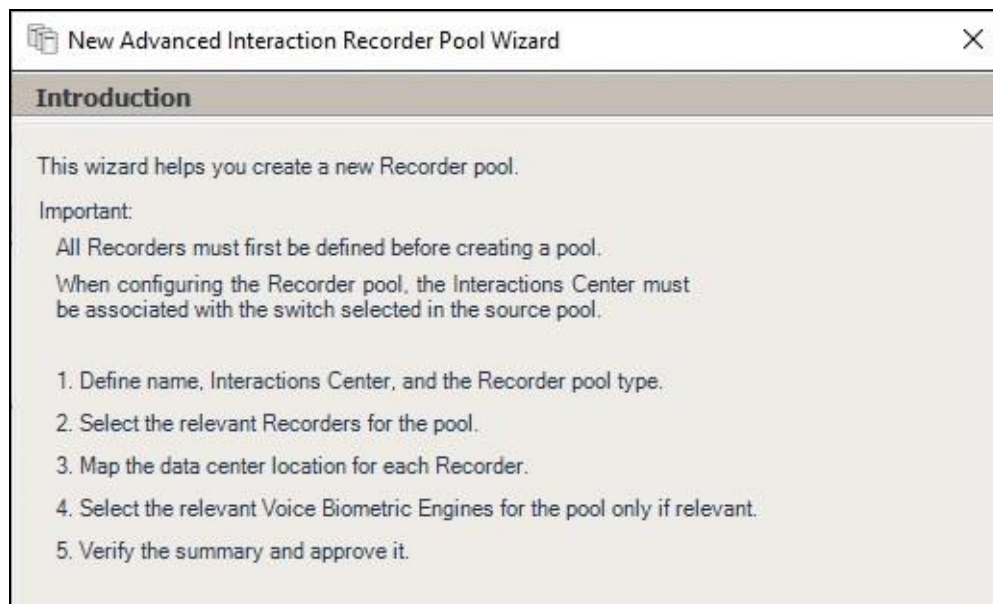 New Advanced Interaction Recorder Pool Wizard
Introduction
This wizard helps you create a new Recorder pool.
Important:
All Recorders must first be defined before creating a pool.
When configuring the Recorder pool, the Interactions Center must
be associated with the switch selected in the source pool.
1. Define name, Interactions Center, and the Recorder pool type.
2. Select the relevant Recorders for the pool.
3. Map the data center location for each Recorder.
4. Select the relevant Voice Biometric Engines for the pool only if relevant.
5. Verify the summary and approve it.